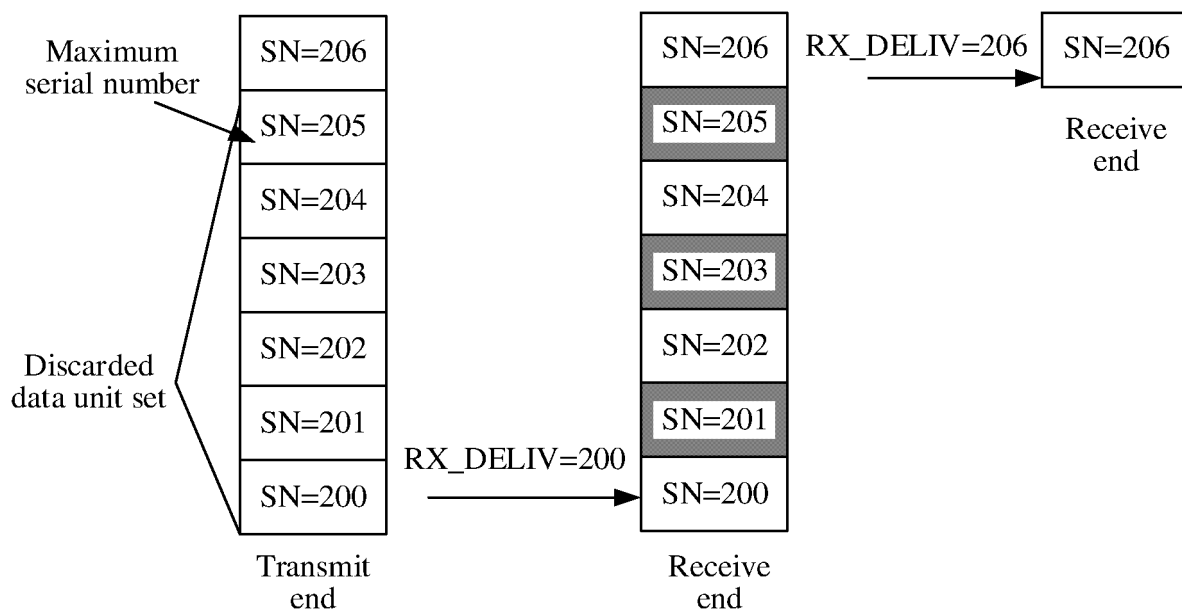 Maximum
serial number
Discarded
data unit set
SN=206
SN=205
SN=204
SN=203
SN=202
SN=201
SN=200
Transmit
end
RX_DELIV=200
SN=206
SN=205
SN=204
SN=203
SN=202
SN=201
SN=200
Receive
end
RX_DELIV=206
SN=206
Receive
end